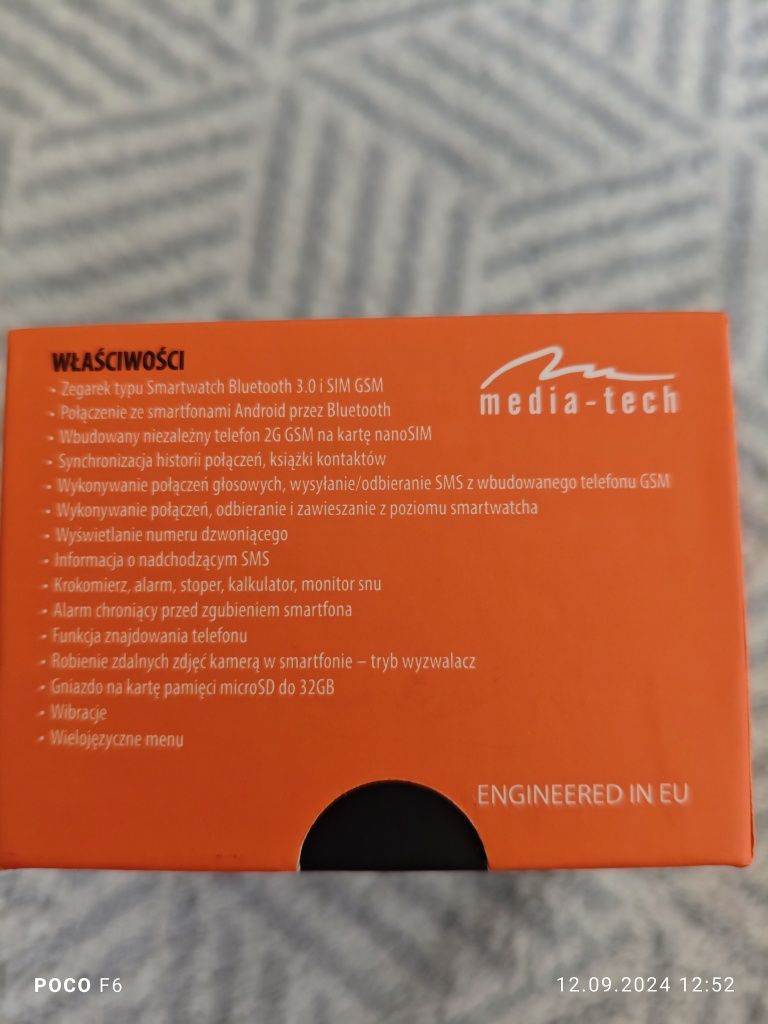 WŁAŚCIWOŚCI
• Zegarek typu Smartwatch Bluetooth 3.0 i SIM GSM
• Połączenie ze smartfonami Android przez Bluetooth
• Wbudowany niezależny telefon 2G GSM na kartę nanoSIM
• Synchronizacja historii połączeń, książki kontaktów
• Wykonywanie połączeń głosowych, wysyłanie/odbieranie SMS z wbudowanego telefonu GSM
• Wykonywanie połączeń, odbieranie i zawieszanie z poziomu smartwatcha
• Wyświetlanie numeru dzwoniącego
• Informacja o nadchodzącym SMS
• Krokomierz, alarm, stoper, kalkulator, monitor snu
• Alarm chroniący przed zgubieniem smartfona
• Funkcja znajdowania telefonu
• Robienie zdalnych zdjęć kamerą w smartfonie – tryb wyzwalacz
• Gniazdo na kartę pamięci microSD do 32GB
• Wibracje
• Wielojęzyczne menu
media-tech
ENGINEERED IN EU
POCO F6
12.09.2024 12:52